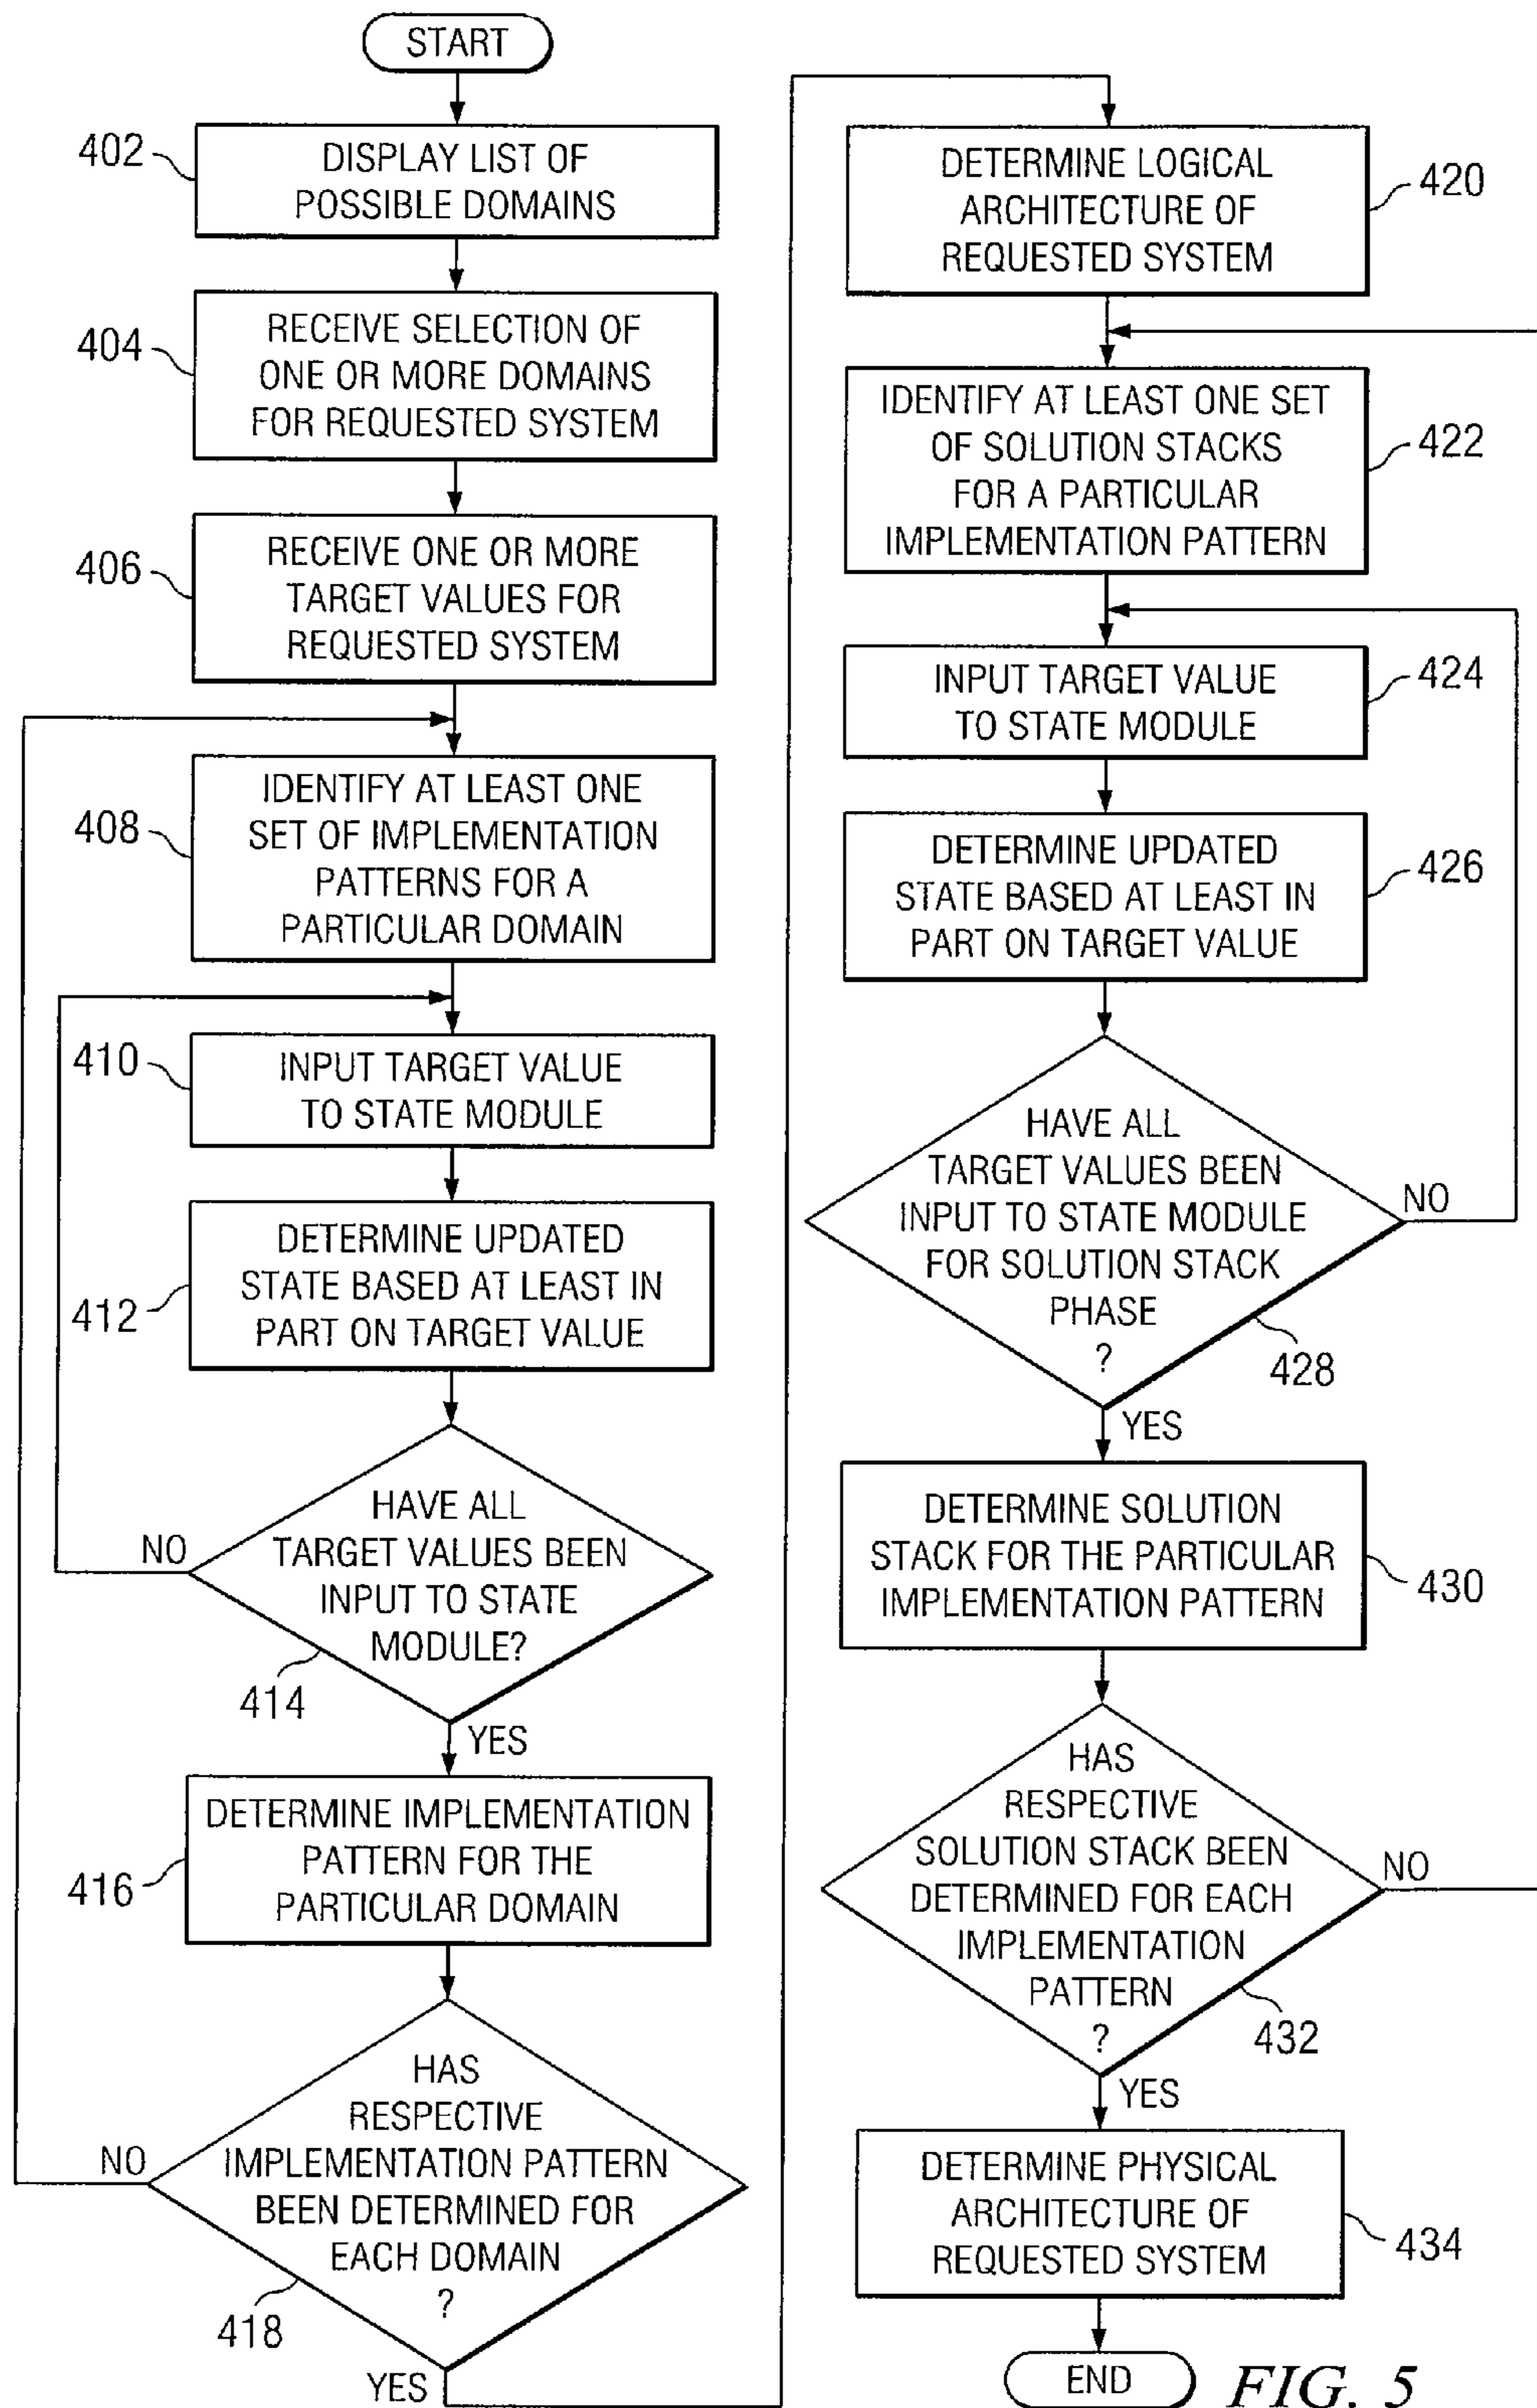 START
402
DISPLAY LIST OF
POSSIBLE DOMAINS
404
RECEIVE SELECTION OF
ONE OR MORE DOMAINS
FOR REQUESTED SYSTEM
406
RECEIVE ONE OR MORE
TARGET VALUES FOR
REQUESTED SYSTEM
408
IDENTIFY AT LEAST ONE
SET OF IMPLEMENTATION
PATTERNS FOR A
PARTICULAR DOMAIN
410
INPUT TARGET VALUE
TO STATE MODULE
412
DETERMINE UPDATED
STATE BASED AT LEAST IN
PART ON TARGET VALUE
NO
HAVE ALL
TARGET VALUES BEEN
INPUT TO STATE
MODULE?
414
YES
416
DETERMINE IMPLEMENTATION
PATTERN FOR THE
PARTICULAR DOMAIN
NO
HAS
RESPECTIVE
IMPLEMENTATION PATTERN
BEEN DETERMINED FOR
EACH DOMAIN
?
418
YES
DETERMINE LOGICAL
ARCHITECTURE OF
REQUESTED SYSTEM
420
IDENTIFY AT LEAST ONE SET
OF SOLUTION STACKS
FOR A PARTICULAR
IMPLEMENTATION PATTERN
422
INPUT TARGET VALUE
TO STATE MODULE
424
DETERMINE UPDATED
STATE BASED AT LEAST IN
PART ON TARGET VALUE
426
HAVE ALL
TARGET VALUES BEEN
INPUT TO STATE MODULE
FOR SOLUTION STACK
PHASE
?
NO
428
YES
DETERMINE SOLUTION
STACK FOR THE PARTICULAR
IMPLEMENTATION PATTERN
430
HAS
RESPECTIVE
SOLUTION STACK BEEN
DETERMINED FOR EACH
IMPLEMENTATION
PATTERN
?
NO
432
YES
DETERMINE PHYSICAL
ARCHITECTURE OF
REQUESTED SYSTEM
434
END
FIG. 5